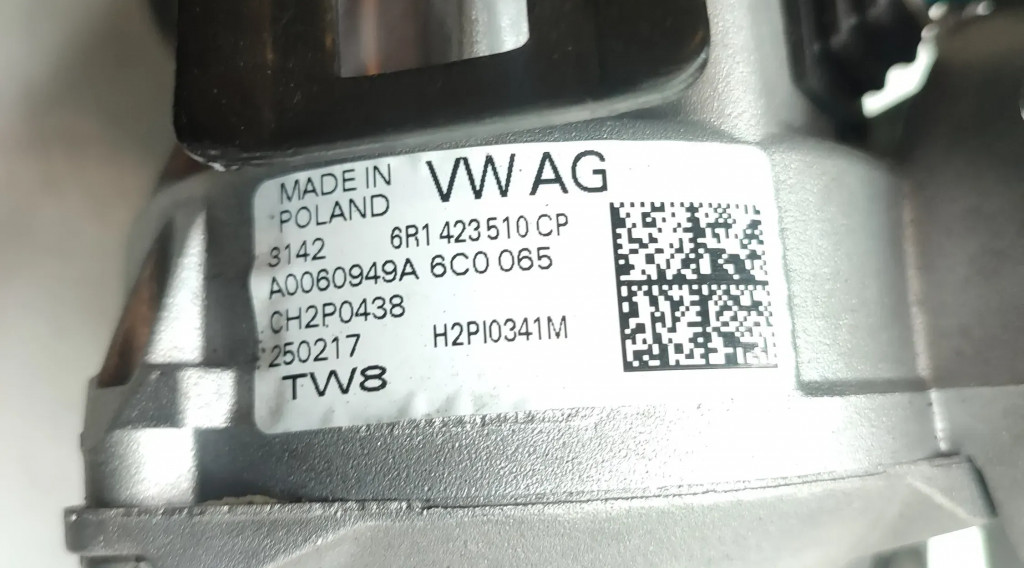 MADE IN VW AG
POLAND
3142 6R1 423 510 CP
A0060949A 6C0 065
CH2P0438
250217 H2PI0341M
TW8